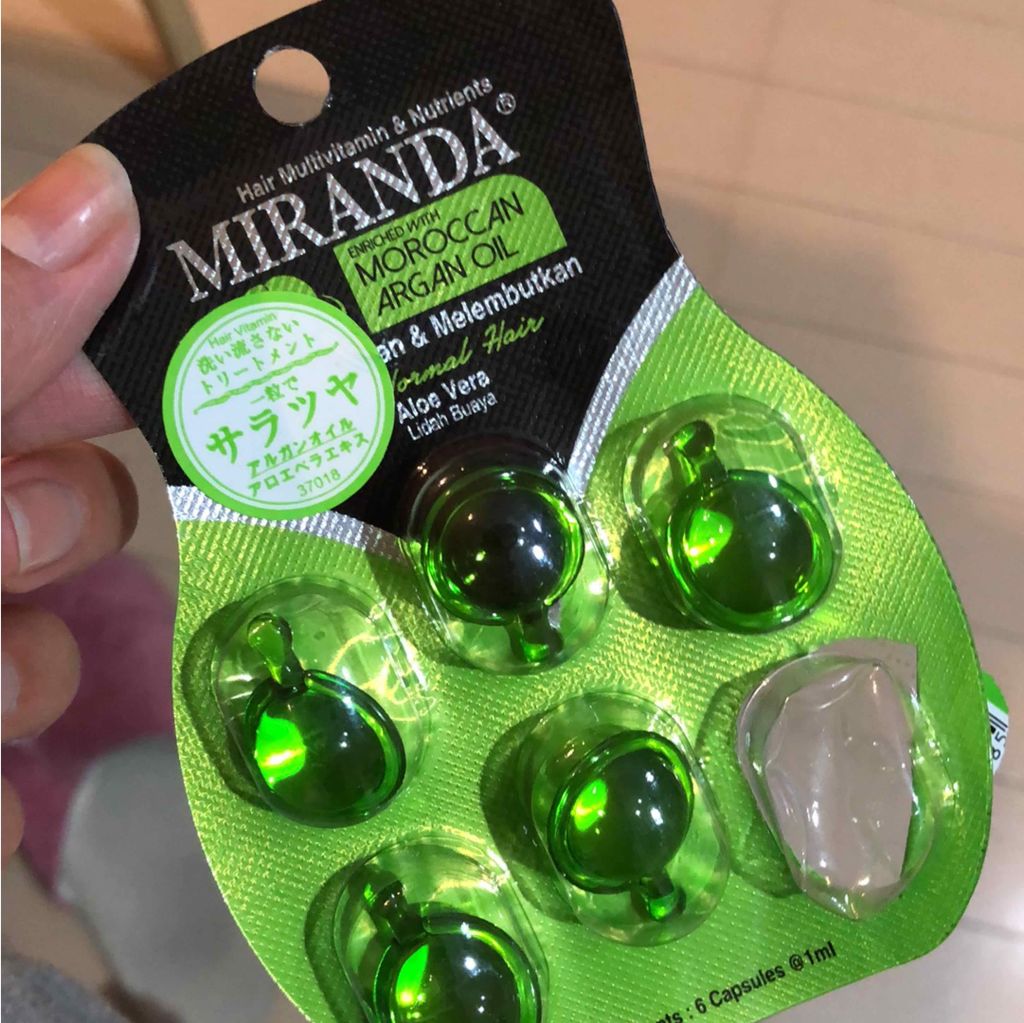 Hair Multivitamin & Nutrients
MIRANDA®
ENRICHED WITH
MOROCCAN
ARGAN OIL
an & Melembutkan
Normal Hair
Aloe Vera
Lidah Buaya
Hair Vitamin
洗い流さない
トリートメント
一粒で
サラツヤ
アルガンオイル
アロエベラエキス
37018
nts : 6 Capsules @1ml